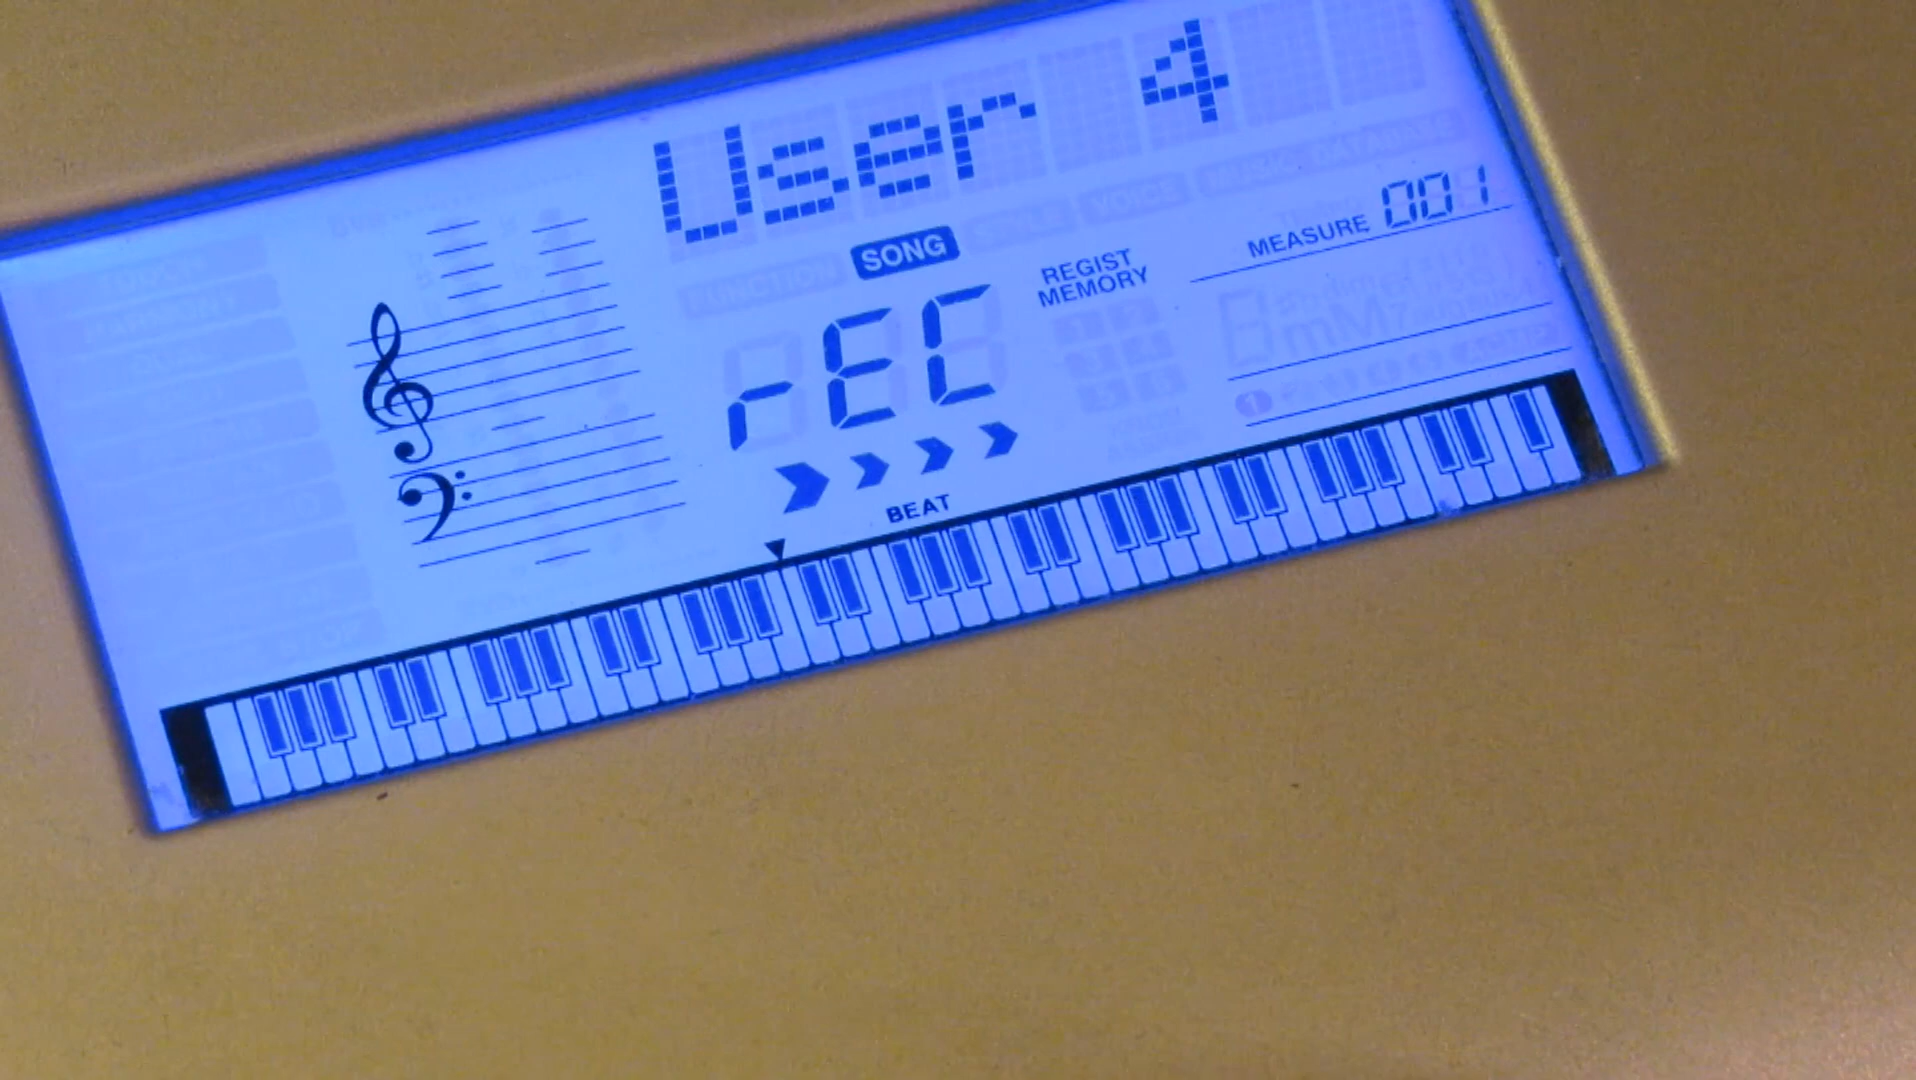 User 4
MEASURE 001
SONG
REGIST
MEMORY
rEC
BEAT